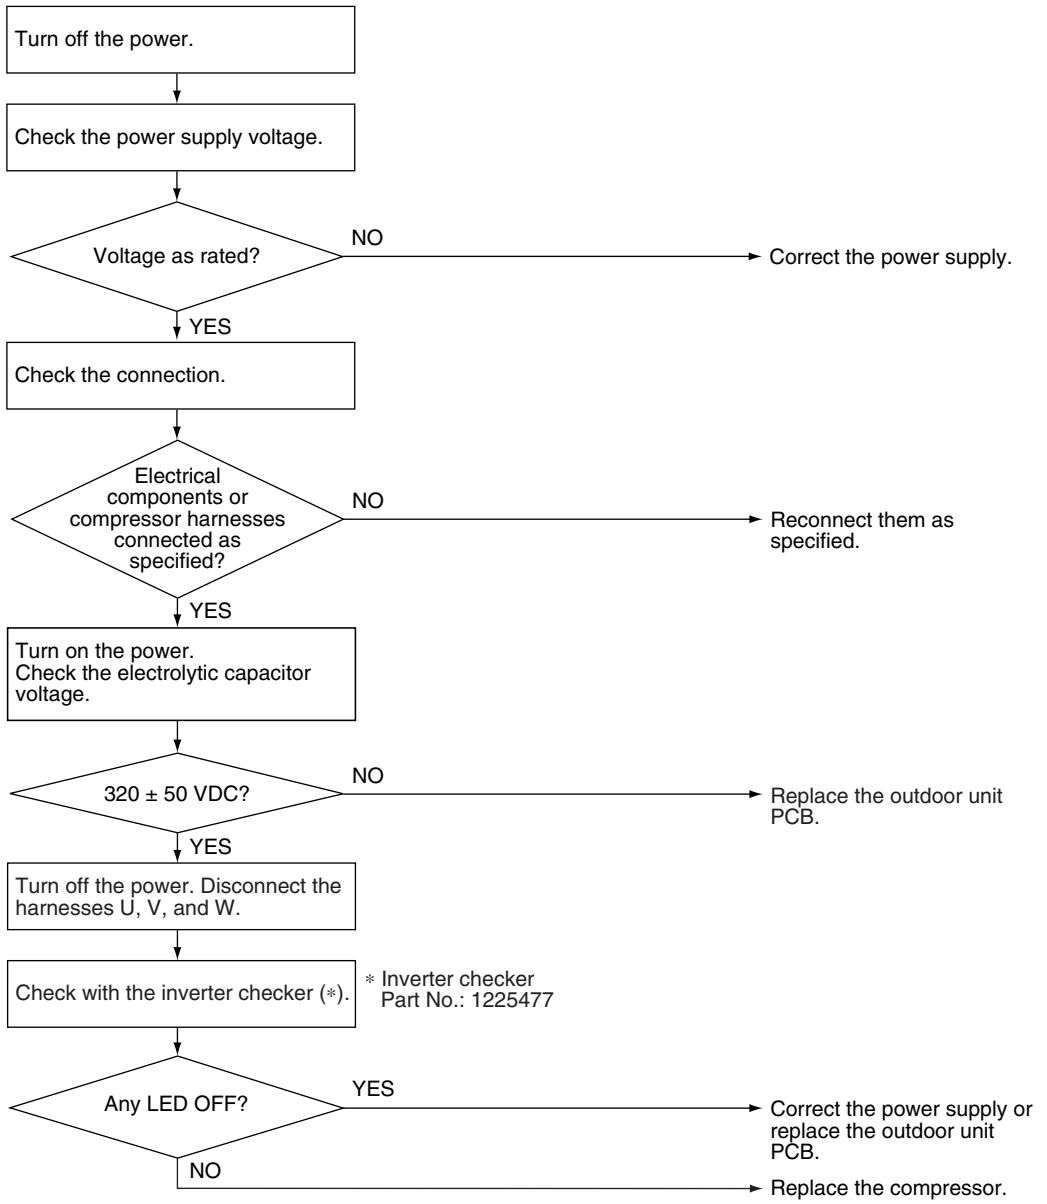 Turn off the power.
Check the power supply voltage.
Voltage as rated?
NO
Correct the power supply.
YES
Check the connection.
Electrical
components or
compressor harnesses
connected as
specified?
NO
Reconnect them as
specified.
YES
Turn on the power.
Check the electrolytic capacitor
voltage.
320 ± 50 VDC?
NO
Replace the outdoor unit
PCB.
YES
Turn off the power. Disconnect the
harnesses U, V, and W.
Check with the inverter checker (*).
* Inverter checker
Part No.: 1225477
Any LED OFF?
YES
Correct the power supply or
replace the outdoor unit
PCB.
NO
Replace the compressor.